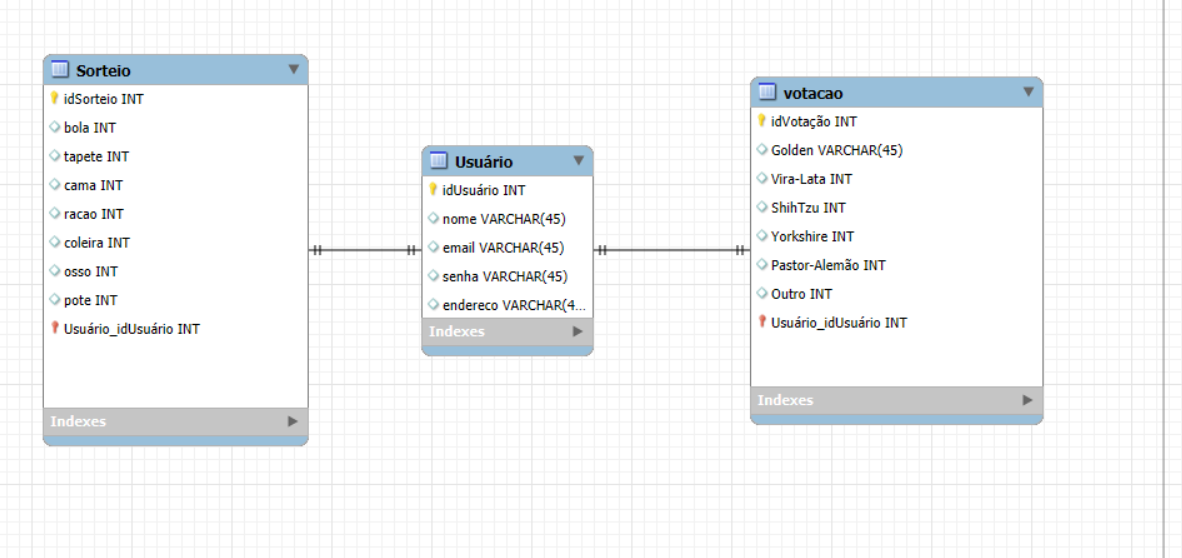 Sorteio
idSorteio INT
bola INT
tapete INT
cama INT
racao INT
coleira INT
osso INT
pote INT
Usuário_idUsuário INT
Indexes
Usuário
idUsuário INT
nome VARCHAR(45)
email VARCHAR(45)
senha VARCHAR(45)
endereco VARCHAR(4...
Indexes
votacao
idVotação INT
Golden VARCHAR(45)
Vira-Lata INT
ShihTzu INT
Yorkshire INT
Pastor-Alemão INT
Outro INT
Usuário_idUsuário INT
Indexes